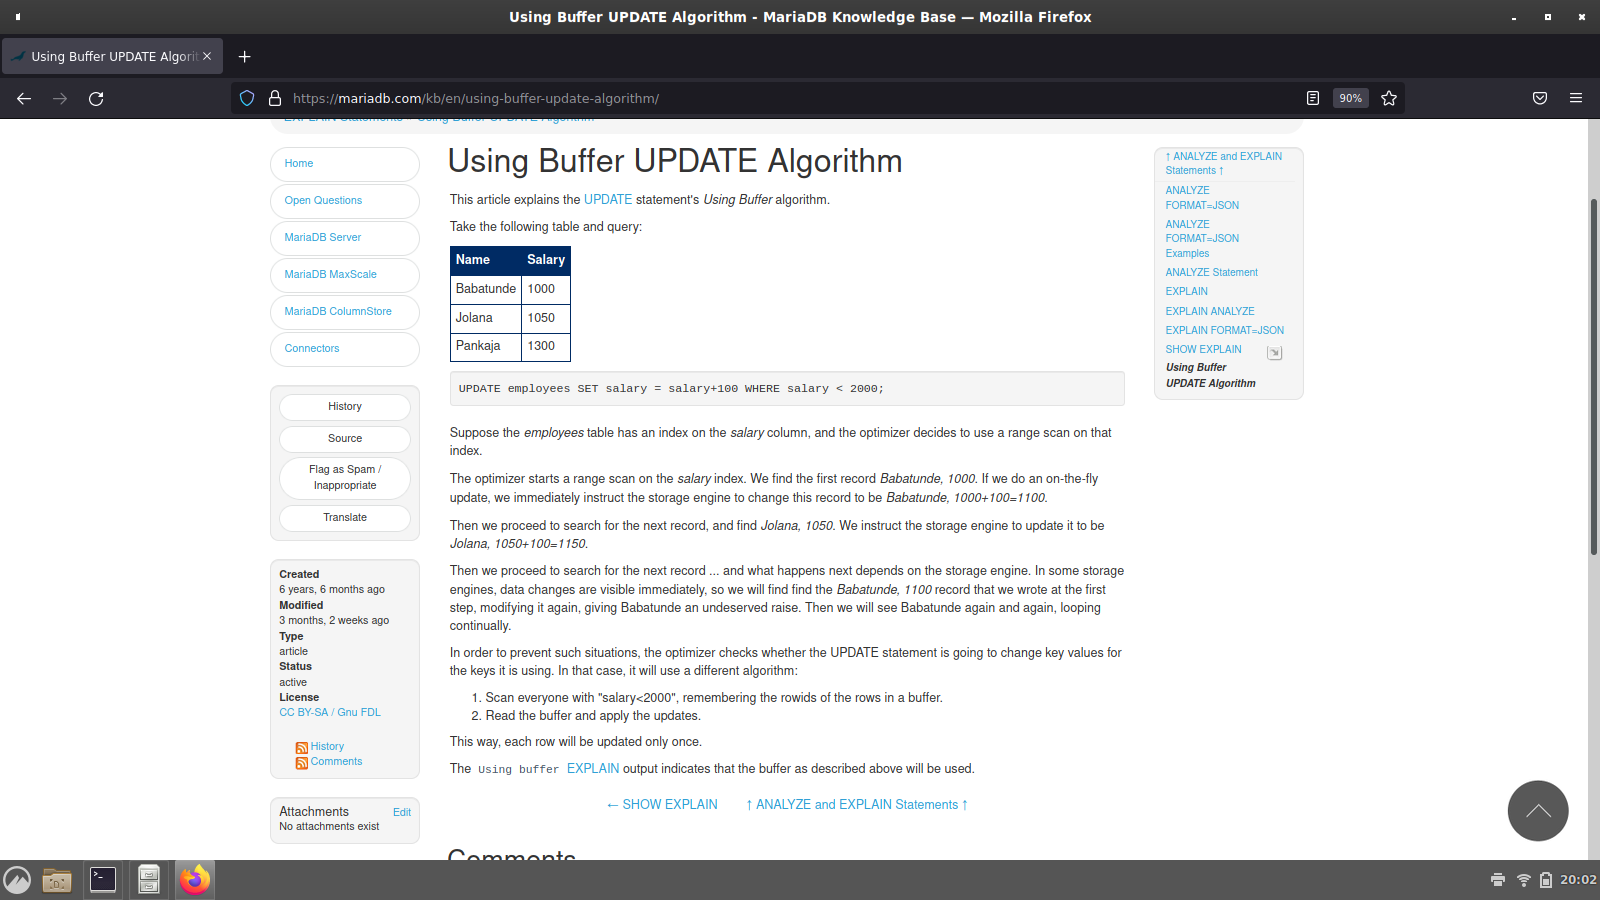 Using Buffer UPDATE Algorithm - MariaDB Knowledge Base — Mozilla Firefox
Using Buffer UPDATE Algorit
https://mariadb.com/kb/en/using-buffer-update-algorithm/
90%
EXPLAIN Statements » Using Buffer UPDATE Algorithm
Home
Open Questions
MariaDB Server
MariaDB MaxScale
MariaDB ColumnStore
Connectors
History
Source
Flag as Spam /
Inappropriate
Translate
Created
6 years, 6 months ago
Modified
3 months, 2 weeks ago
Type
article
Status
active
License
CC BY-SA / Gnu FDL
History
Comments
Attachments Edit
No attachments exist
Using Buffer UPDATE Algorithm
This article explains the UPDATE statement's Using Buffer algorithm.
Take the following table and query:
Name Salary
Babatunde 1000
Jolana 1050
Pankaja 1300
UPDATE employees SET salary = salary+100 WHERE salary < 2000;
Suppose the employees table has an index on the salary column, and the optimizer decides to use a range scan on that
index.
The optimizer starts a range scan on the salary index. We find the first record Babatunde, 1000. If we do an on-the-fly
update, we immediately instruct the storage engine to change this record to be Babatunde, 1000+100=1100.
Then we proceed to search for the next record, and find Jolana, 1050. We instruct the storage engine to update it to be
Jolana, 1050+100=1150.
Then we proceed to search for the next record ... and what happens next depends on the storage engine. In some storage
engines, data changes are visible immediately, so we will find find the Babatunde, 1100 record that we wrote at the first
step, modifying it again, giving Babatunde an undeserved raise. Then we will see Babatunde again and again, looping
continually.
In order to prevent such situations, the optimizer checks whether the UPDATE statement is going to change key values for
the keys it is using. In that case, it will use a different algorithm:
1. Scan everyone with "salary<2000", remembering the rowids of the rows in a buffer.
2. Read the buffer and apply the updates.
This way, each row will be updated only once.
The Using buffer EXPLAIN output indicates that the buffer as described above will be used.
← SHOW EXPLAIN ↑ ANALYZE and EXPLAIN Statements ↑
Comments
↑ ANALYZE and EXPLAIN
Statements ↑
ANALYZE
FORMAT=JSON
ANALYZE
FORMAT=JSON
Examples
ANALYZE Statement
EXPLAIN
EXPLAIN ANALYZE
EXPLAIN FORMAT=JSON
SHOW EXPLAIN
Using Buffer
UPDATE Algorithm
20:02